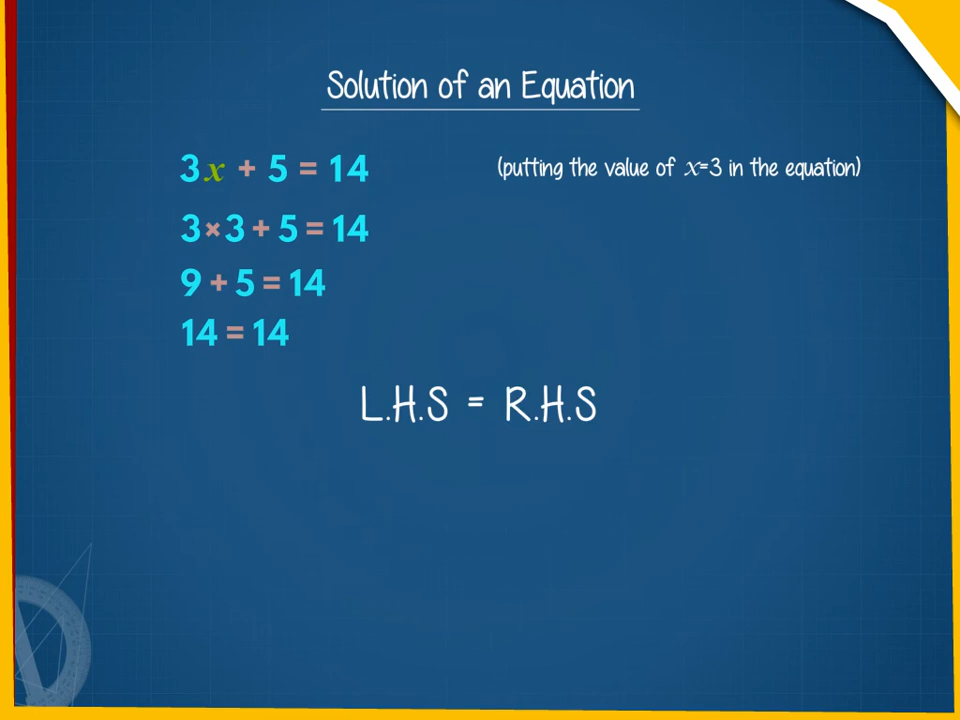 Solution of an Equation
3x + 5 = 14 (putting the value of x=3 in the equation)
3×3 + 5 = 14
9 + 5 = 14
14 = 14
L.H.S = R.H.S